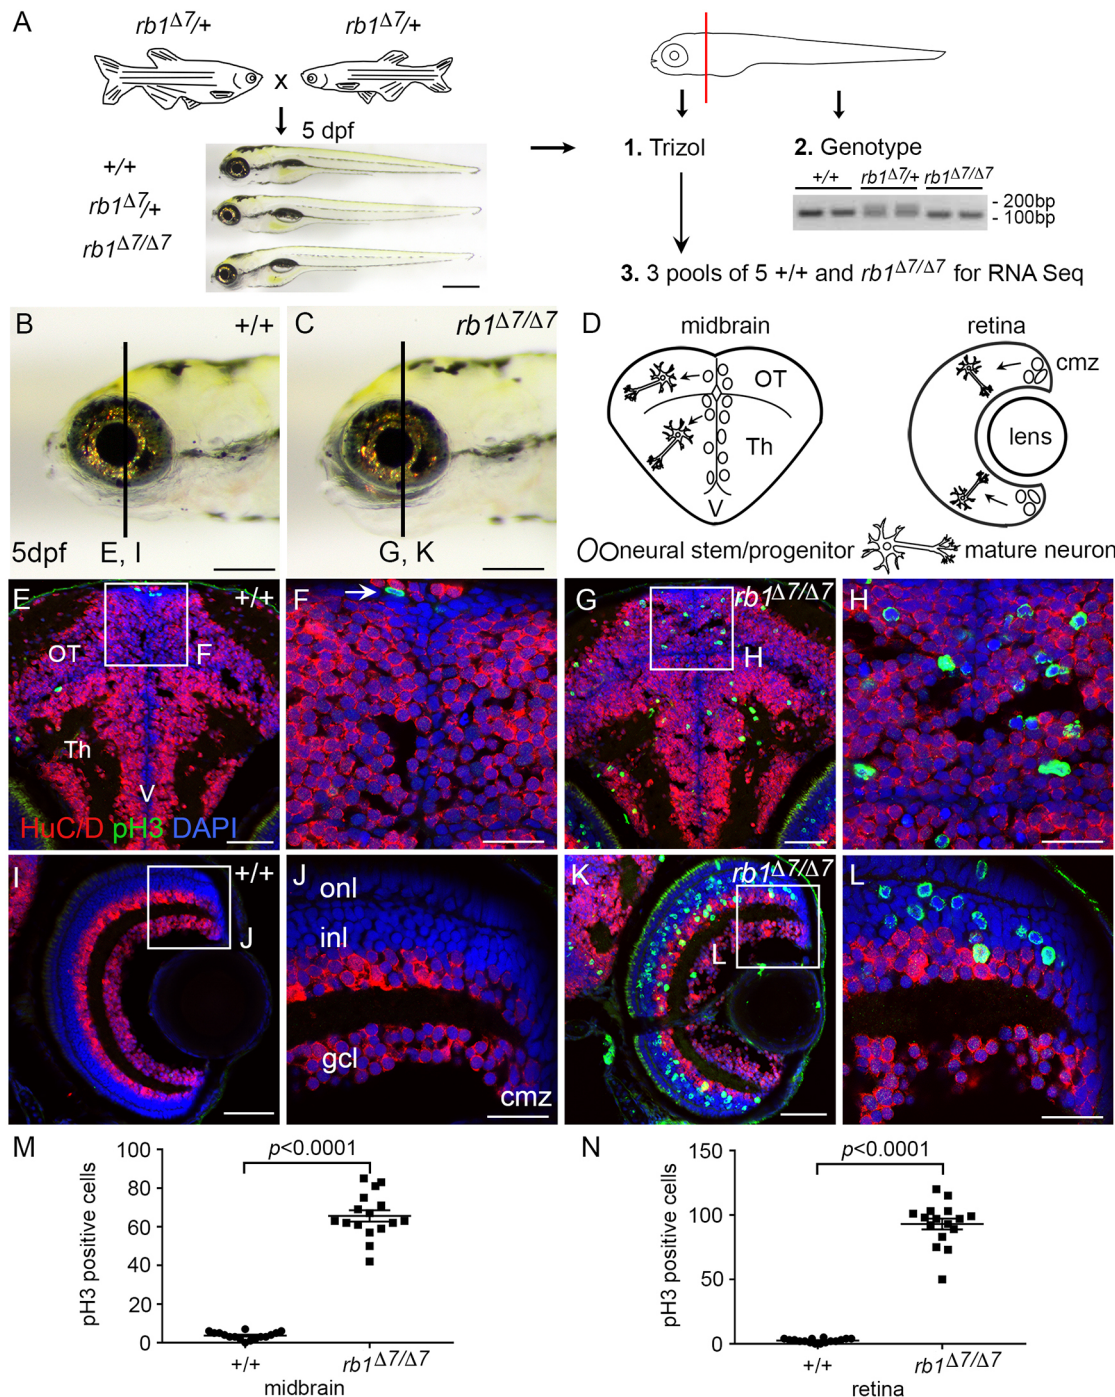 A
rb1Δ7/+
rb1Δ7/+
x
5 dpf
+/+
rb1Δ7/+
rb1Δ7/Δ7
1. Trizol
2. Genotype
+/+
rb1Δ7/+
rb1Δ7/Δ7
- 200bp
- 100bp
3. 3 pools of 5 +/+ and rb1Δ7/Δ7 for RNA Seq
B
+/+
5dpf
E, I
C
rb1Δ7/Δ7
G, K
D
midbrain
retina
OT
Th
V
cmz
lens
neural stem/progenitor
mature neuron
E
+/+
OT
F
Th
V
HuC/D pH3 DAPI
F
G
rb1Δ7/Δ7
H
H
I
+/+
J
J
onl
inl
gcl
cmz
K
rb1Δ7/Δ7
L
L
M
p<0.0001
pH3 positive cells
100
80
60
40
20
0
+/+
rb1Δ7/Δ7
midbrain
N
p<0.0001
pH3 positive cells
150
100
50
0
+/+
rb1Δ7/Δ7
retina